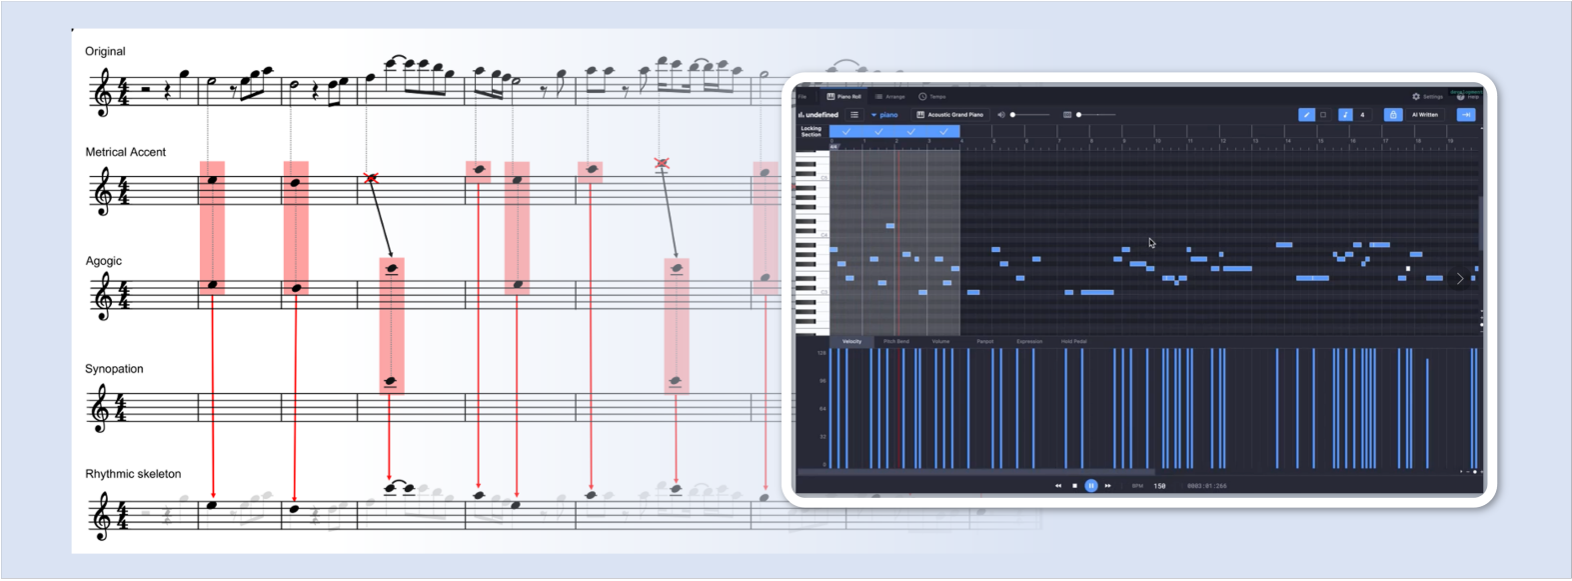 Original
Metrical Accent
Agogic
Synopation
Rhythmic skeleton
File Piano Roll Arrange Tempo Settings
undefined piano Acoustic Grand Piano 4 AI Written
Locking
Section
Velocity Pitch Bend Volume Panpot Expression Hold Pedal
96
64
32
0
BPM 150 0003:01:266